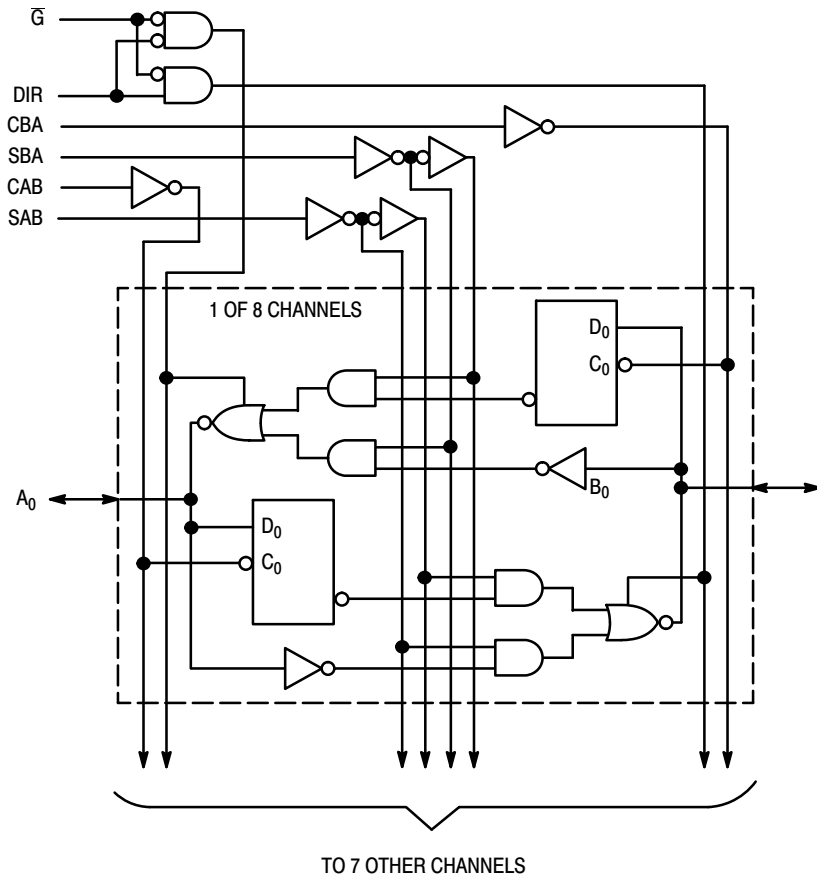 G̅
DIR
CBA
SBA
CAB
SAB
1 OF 8 CHANNELS
D₀
C₀
B₀
A₀
D₀
C₀
TO 7 OTHER CHANNELS